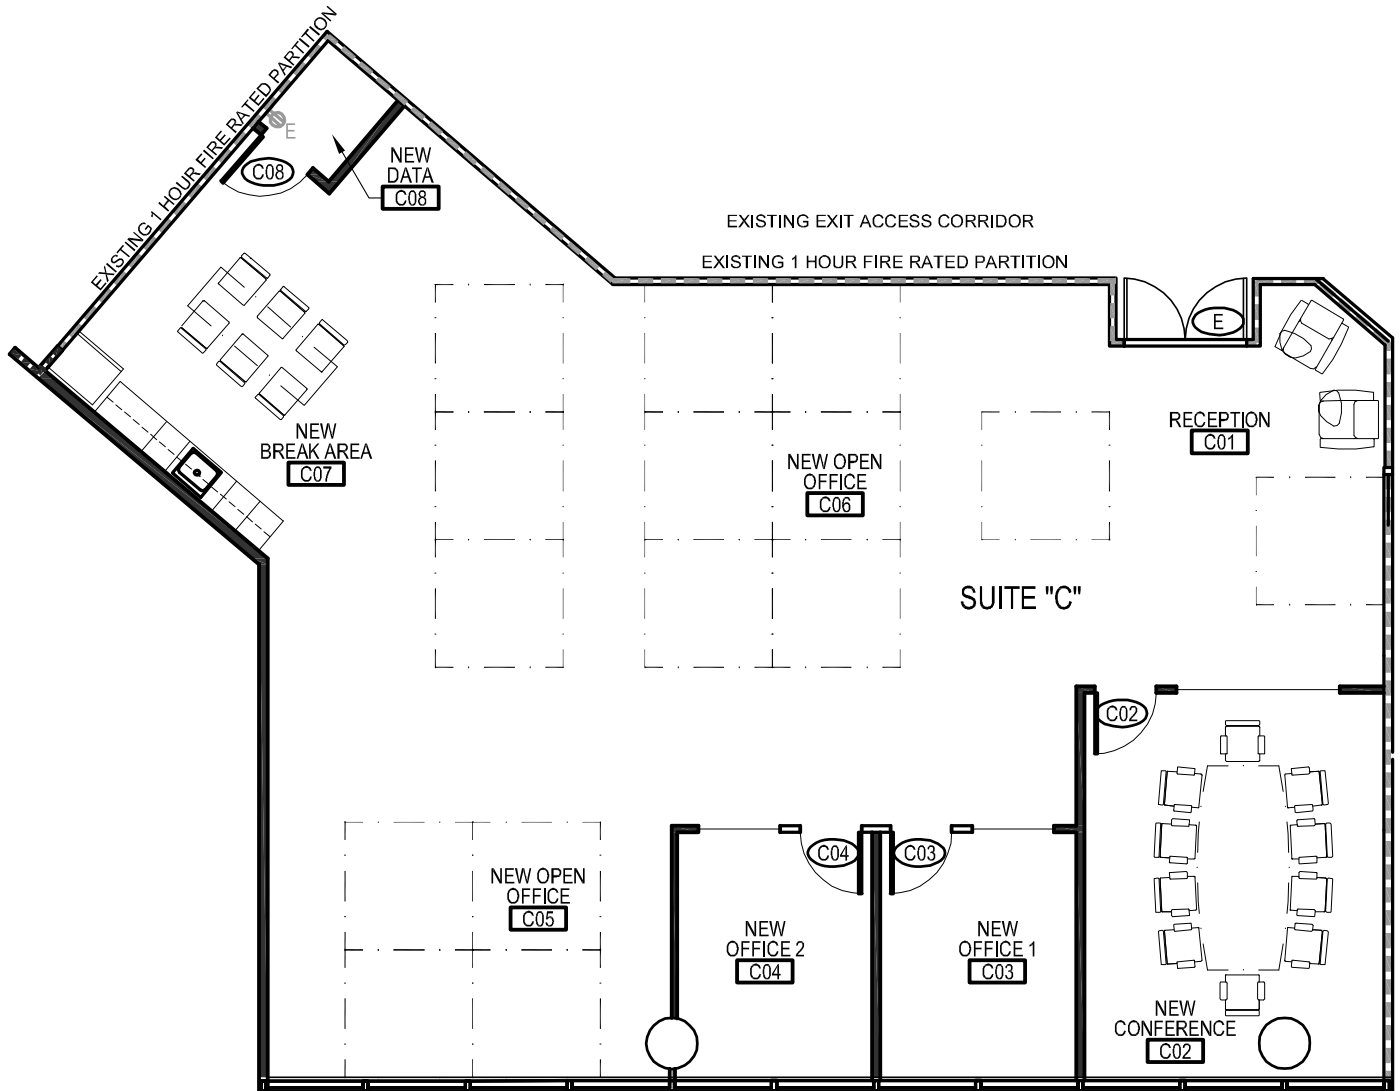 EXISTING 1 HOUR FIRE RATED PARTITION
E
C08
NEW
DATA
C08
EXISTING EXIT ACCESS CORRIDOR
EXISTING 1 HOUR FIRE RATED PARTITION
E
RECEPTION
C01
NEW
BREAK AREA
C07
NEW OPEN
OFFICE
C06
SUITE "C"
C02
C04
C03
NEW OPEN
OFFICE
C05
NEW
OFFICE 2
C04
NEW
OFFICE 1
C03
NEW
CONFERENCE
C02